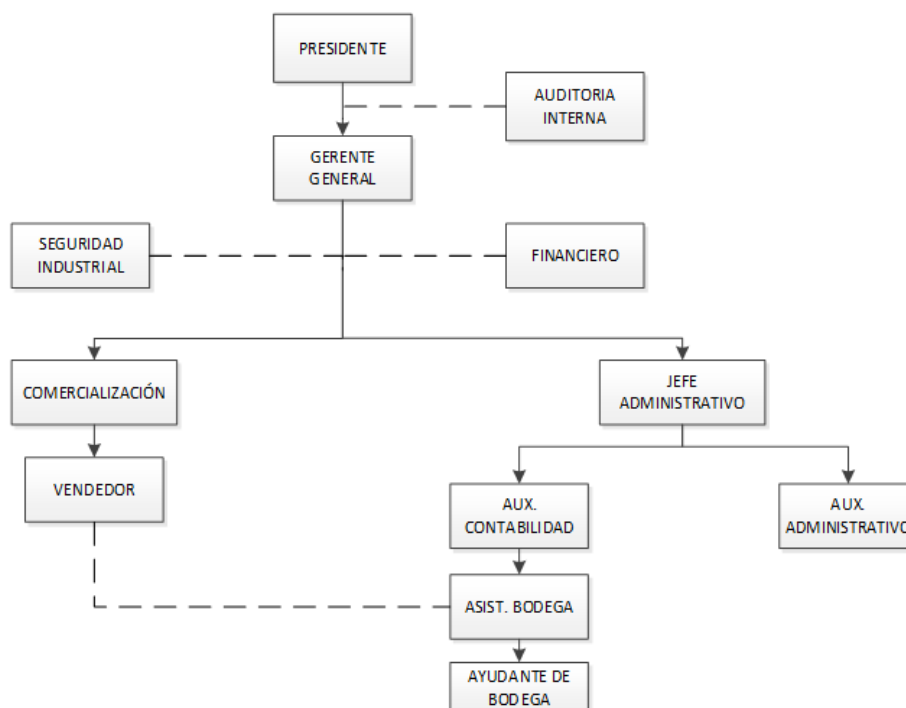 PRESIDENTE
AUDITORIA
INTERNA
GERENTE
GENERAL
SEGURIDAD
INDUSTRIAL
FINANCIERO
COMERCIALIZACIÓN
JEFE
ADMINISTRATIVO
VENDEDOR
AUX.
CONTABILIDAD
AUX.
ADMINISTRATIVO
ASIST. BODEGA
AYUDANTE DE
BODEGA